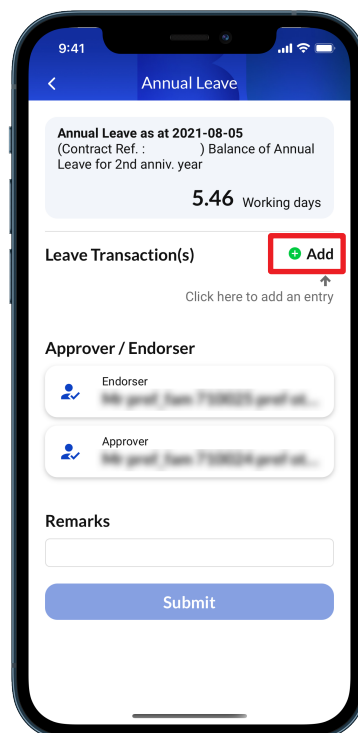 9:41
Annual Leave
Annual Leave as at 2021-08-05
(Contract Ref. : ) Balance of Annual
Leave for 2nd anniv. year
5.46 Working days
Leave Transaction(s)
Add
Click here to add an entry
Approver / Endorser
Endorser
Approver
Remarks
Submit